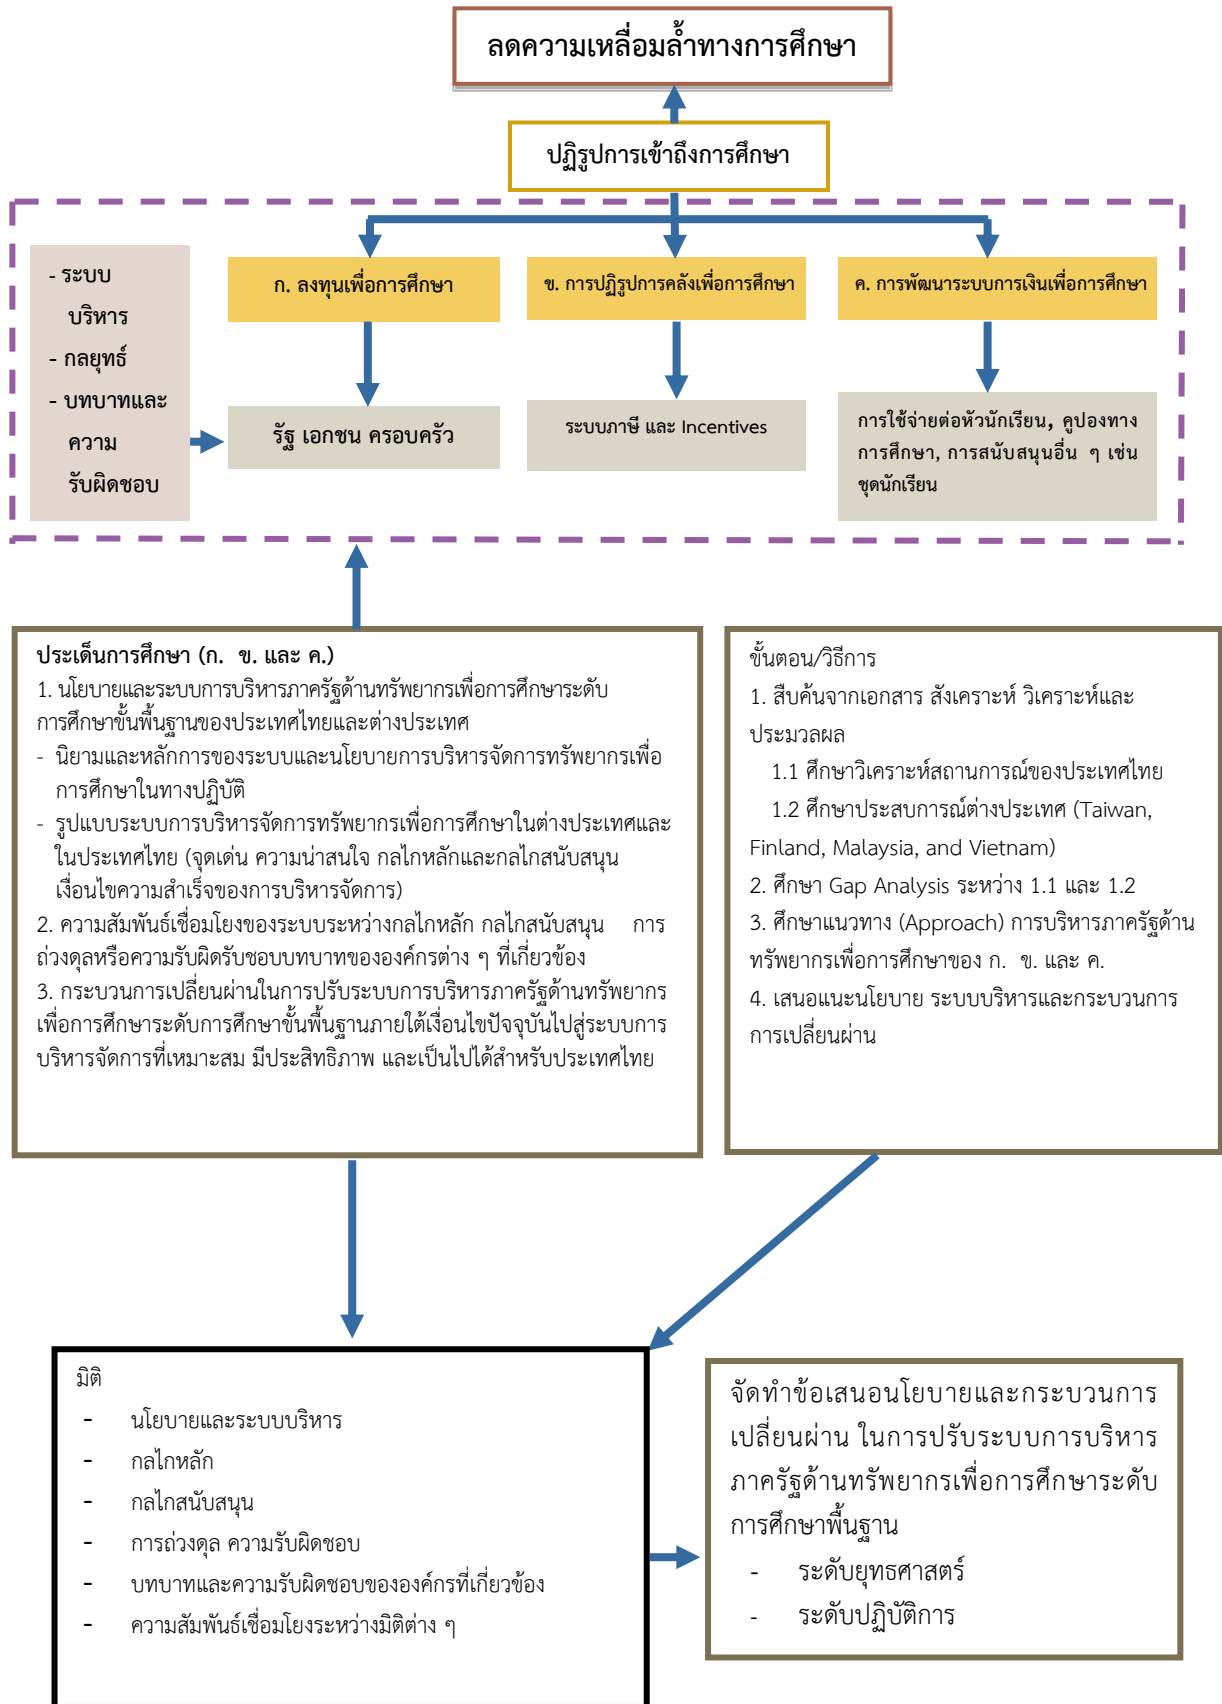 ลดความเหลื่อมล้ำทางการศึกษา
ปฏิรูปการเข้าถึงการศึกษา
- ระบบ
บริหาร
- กลยุทธ์
- บทบาทและ
ความ
รับผิดชอบ
ก. ลงทุนเพื่อการศึกษา
ข. การปฏิรูปการคลังเพื่อการศึกษา
ค. การพัฒนาระบบการเงินเพื่อการศึกษา
รัฐ เอกชน ครอบครัว
ระบบภาษี และ Incentives
การใช้จ่ายต่อหัวนักเรียน, คูปองทาง
การศึกษา, การสนับสนุนอื่น ๆ เช่น
ชุดนักเรียน
ประเด็นการศึกษา (ก. ข. และ ค.)
1. นโยบายและระบบการบริหารภาครัฐด้านทรัพยากรเพื่อการศึกษาระดับ
การศึกษาขั้นพื้นฐานของประเทศไทยและต่างประเทศ
- นิยามและหลักการของระบบและนโยบายการบริหารจัดการทรัพยากรเพื่อ
การศึกษาในทางปฏิบัติ
- รูปแบบระบบการบริหารจัดการทรัพยากรเพื่อการศึกษาในต่างประเทศและ
ในประเทศไทย (จุดเด่น ความน่าสนใจ กลไกหลักและกลไกสนับสนุน
เงื่อนไขความสำเร็จของการบริหารจัดการ)
2. ความสัมพันธ์เชื่อมโยงของระบบระหว่างกลไกหลัก กลไกสนับสนุน การ
ถ่วงดุลหรือความรับผิดรับชอบบทบาทขององค์กรต่าง ๆ ที่เกี่ยวข้อง
3. กระบวนการเปลี่ยนผ่านในการปรับระบบการบริหารภาครัฐด้านทรัพยากร
เพื่อการศึกษาระดับการศึกษาขั้นพื้นฐานภายใต้เงื่อนไขปัจจุบันไปสู่ระบบการ
บริหารจัดการที่เหมาะสม มีประสิทธิภาพ และเป็นไปได้สำหรับประเทศไทย
ขั้นตอน/วิธีการ
1. สืบค้นจากเอกสาร สังเคราะห์ วิเคราะห์และ
ประมวลผล
1.1 ศึกษาวิเคราะห์สถานการณ์ของประเทศไทย
1.2 ศึกษาประสบการณ์ต่างประเทศ (Taiwan,
Finland, Malaysia, and Vietnam)
2. ศึกษา Gap Analysis ระหว่าง 1.1 และ 1.2
3. ศึกษาแนวทาง (Approach) การบริหารภาครัฐด้าน
ทรัพยากรเพื่อการศึกษาของ ก. ข. และ ค.
4. เสนอแนะนโยบาย ระบบบริหารและกระบวนการ
การเปลี่ยนผ่าน
มิติ
- นโยบายและระบบบริหาร
- กลไกหลัก
- กลไกสนับสนุน
- การถ่วงดุล ความรับผิดชอบ
- บทบาทและความรับผิดชอบขององค์กรที่เกี่ยวข้อง
- ความสัมพันธ์เชื่อมโยงระหว่างมิติต่าง ๆ
จัดทำข้อเสนอนโยบายและกระบวนการ
เปลี่ยนผ่าน ในการปรับระบบการบริหาร
ภาครัฐด้านทรัพยากรเพื่อการศึกษาระดับ
การศึกษาพื้นฐาน
- ระดับยุทธศาสตร์
- ระดับปฏิบัติการ